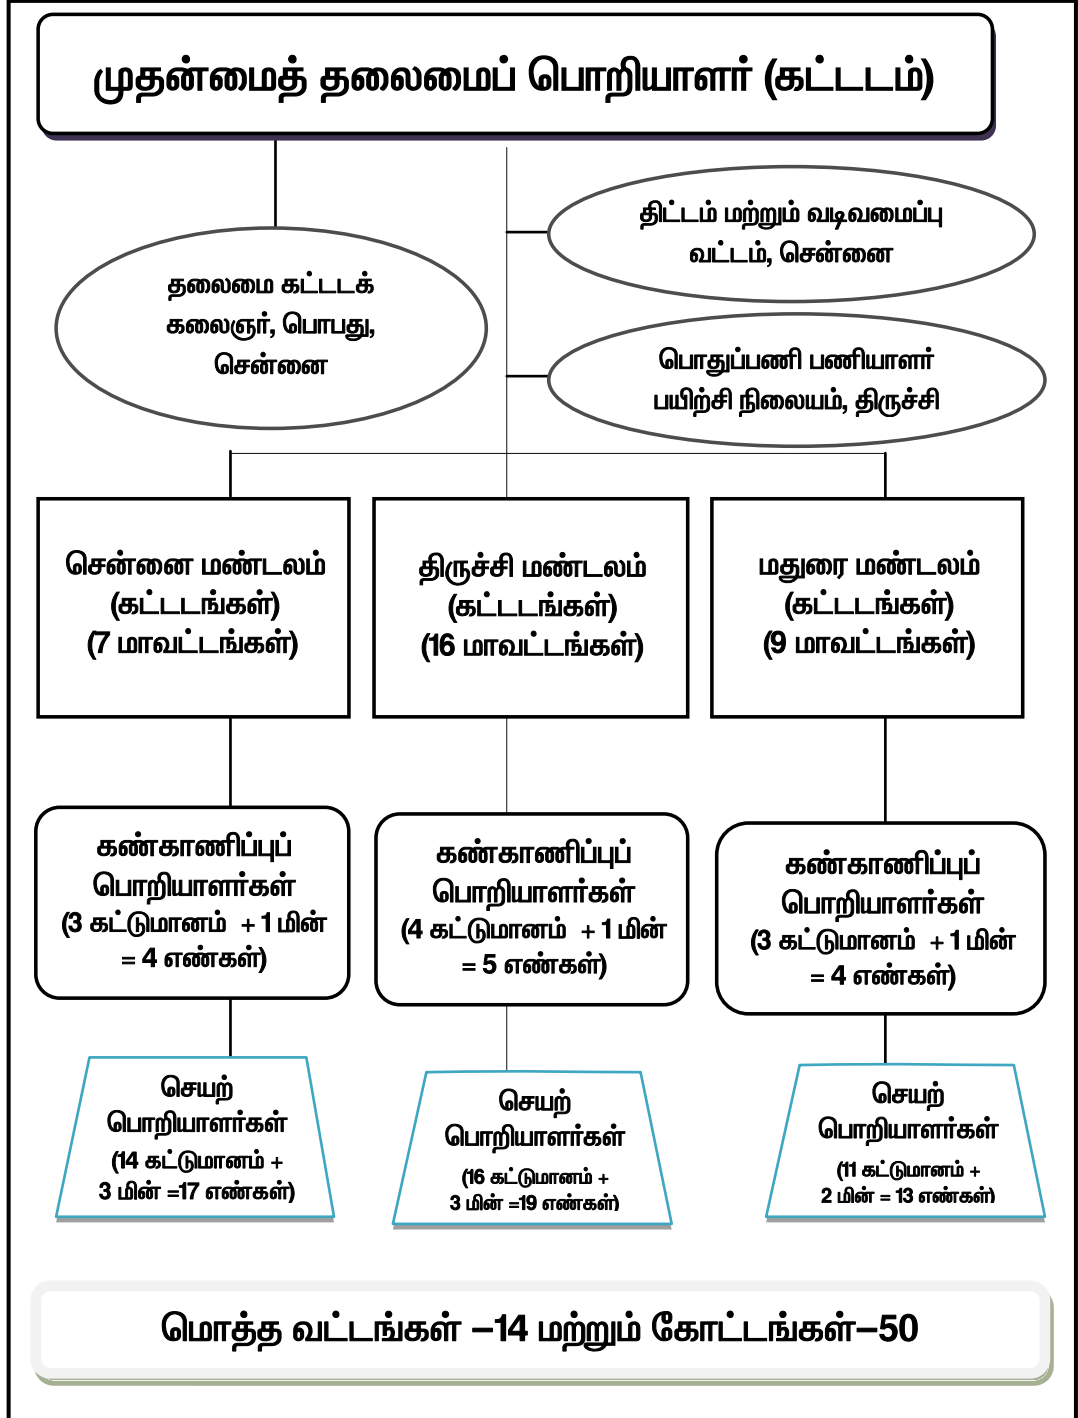 முதன்மைத் தலைமைப் பொறியாளர் (கட்டடம்)
தலைமை கட்டடக்
கலைஞர், பொபது,
சென்னை
திட்டம் மற்றும் வடிவமைப்பு
வட்டம், சென்னை
பொதுப்பணி பணியாளர்
பயிற்சி நிலையம், திருச்சி
சென்னை மண்டலம்
(கட்டடங்கள்)
(7 மாவட்டங்கள்)
திருச்சி மண்டலம்
(கட்டடங்கள்)
(16 மாவட்டங்கள்)
மதுரை மண்டலம்
(கட்டடங்கள்)
(9 மாவட்டங்கள்)
கண்காணிப்புப்
பொறியாளர்கள்
(3 கட்டுமானம் + 1 மின்
= 4 எண்கள்)
கண்காணிப்புப்
பொறியாளர்கள்
(4 கட்டுமானம் + 1 மின்
= 5 எண்கள்)
கண்காணிப்புப்
பொறியாளர்கள்
(3 கட்டுமானம் + 1 மின்
= 4 எண்கள்)
செயற்
பொறியாளர்கள்
(14 கட்டுமானம் +
3 மின் =17 எண்கள்)
செயற்
பொறியாளர்கள்
(16 கட்டுமானம் +
3 மின் =19 எண்கள்)
செயற்
பொறியாளர்கள்
(11 கட்டுமானம் +
2 மின் = 13 எண்கள்)
மொத்த வட்டங்கள் –14 மற்றும் கோட்டங்கள்–50